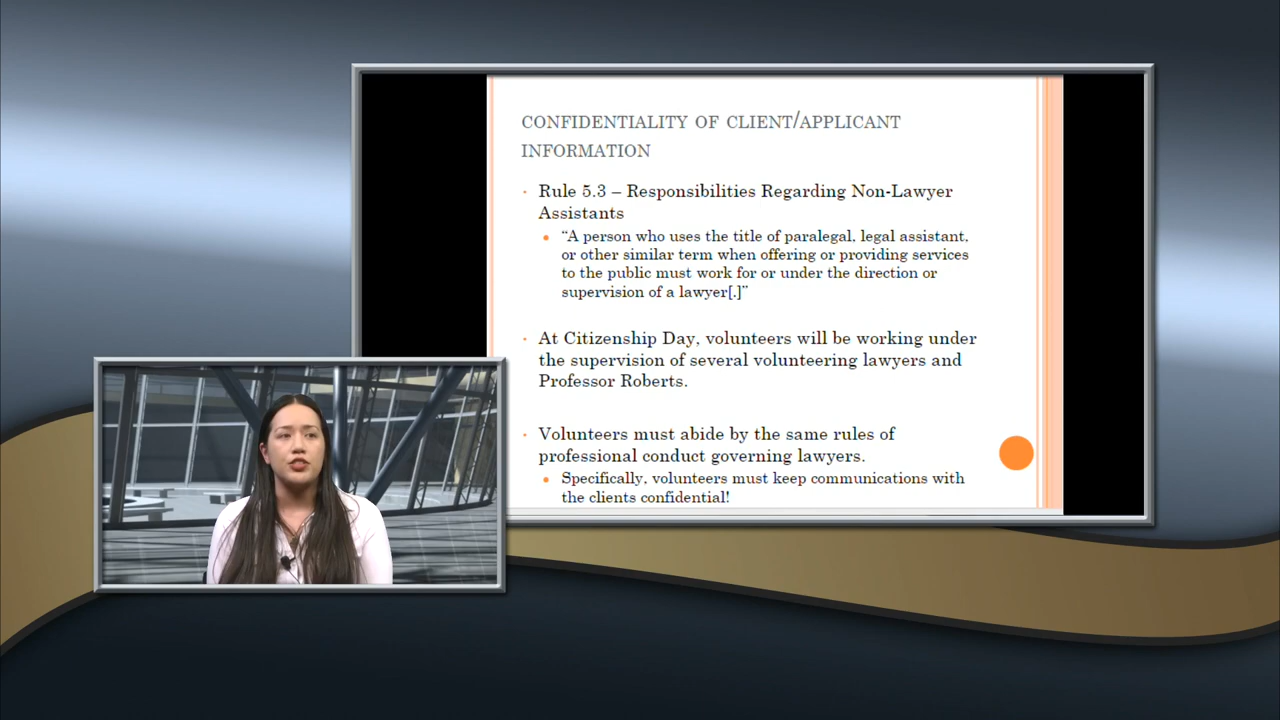 CONFIDENTIALITY OF CLIENT/APPLICANT
INFORMATION
Rule 5.3 – Responsibilities Regarding Non-Lawyer
Assistants
“A person who uses the title of paralegal, legal assistant,
or other similar term when offering or providing services
to the public must work for or under the direction or
supervision of a lawyer[.]”
At Citizenship Day, volunteers will be working under
the supervision of several volunteering lawyers and
Professor Roberts.
Volunteers must abide by the same rules of
professional conduct governing lawyers.
Specifically, volunteers must keep communications with
the clients confidential!